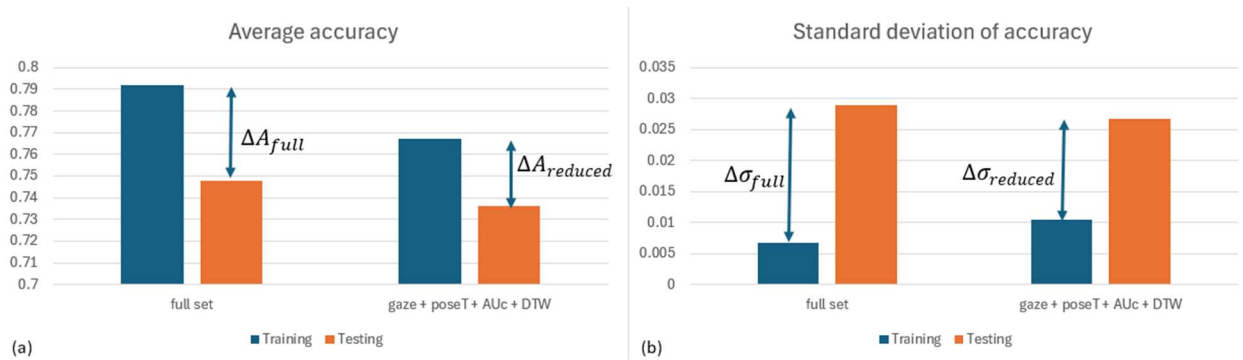 Average accuracy
0.8
0.79
0.78
0.77
0.76
0.75
0.74
0.73
0.72
0.71
0.7
ΔA_full
ΔA_reduced
full set
gaze + poseT + AUc + DTW
Training Testing
(a)
Standard deviation of accuracy
0.035
0.03
0.025
0.02
0.015
0.01
0.005
0
Δσ_full
Δσ_reduced
full set
gaze + poseT + AUc + DTW
Training Testing
(b)